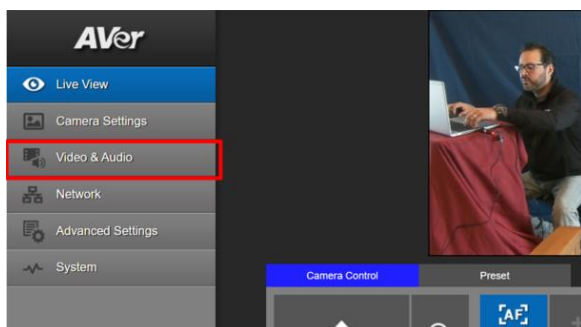 AVer
Live View
Camera Settings
Video & Audio
Network
Advanced Settings
System
Camera Control
Preset
AF